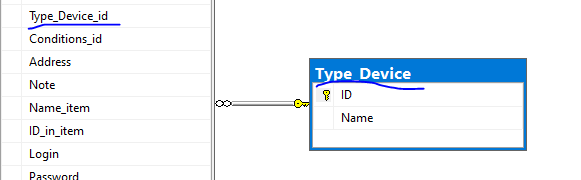 Type_Device_id
Conditions_id
Address
Note
Name_item
ID_in_item
Login
Password
Type_Device
ID
Name